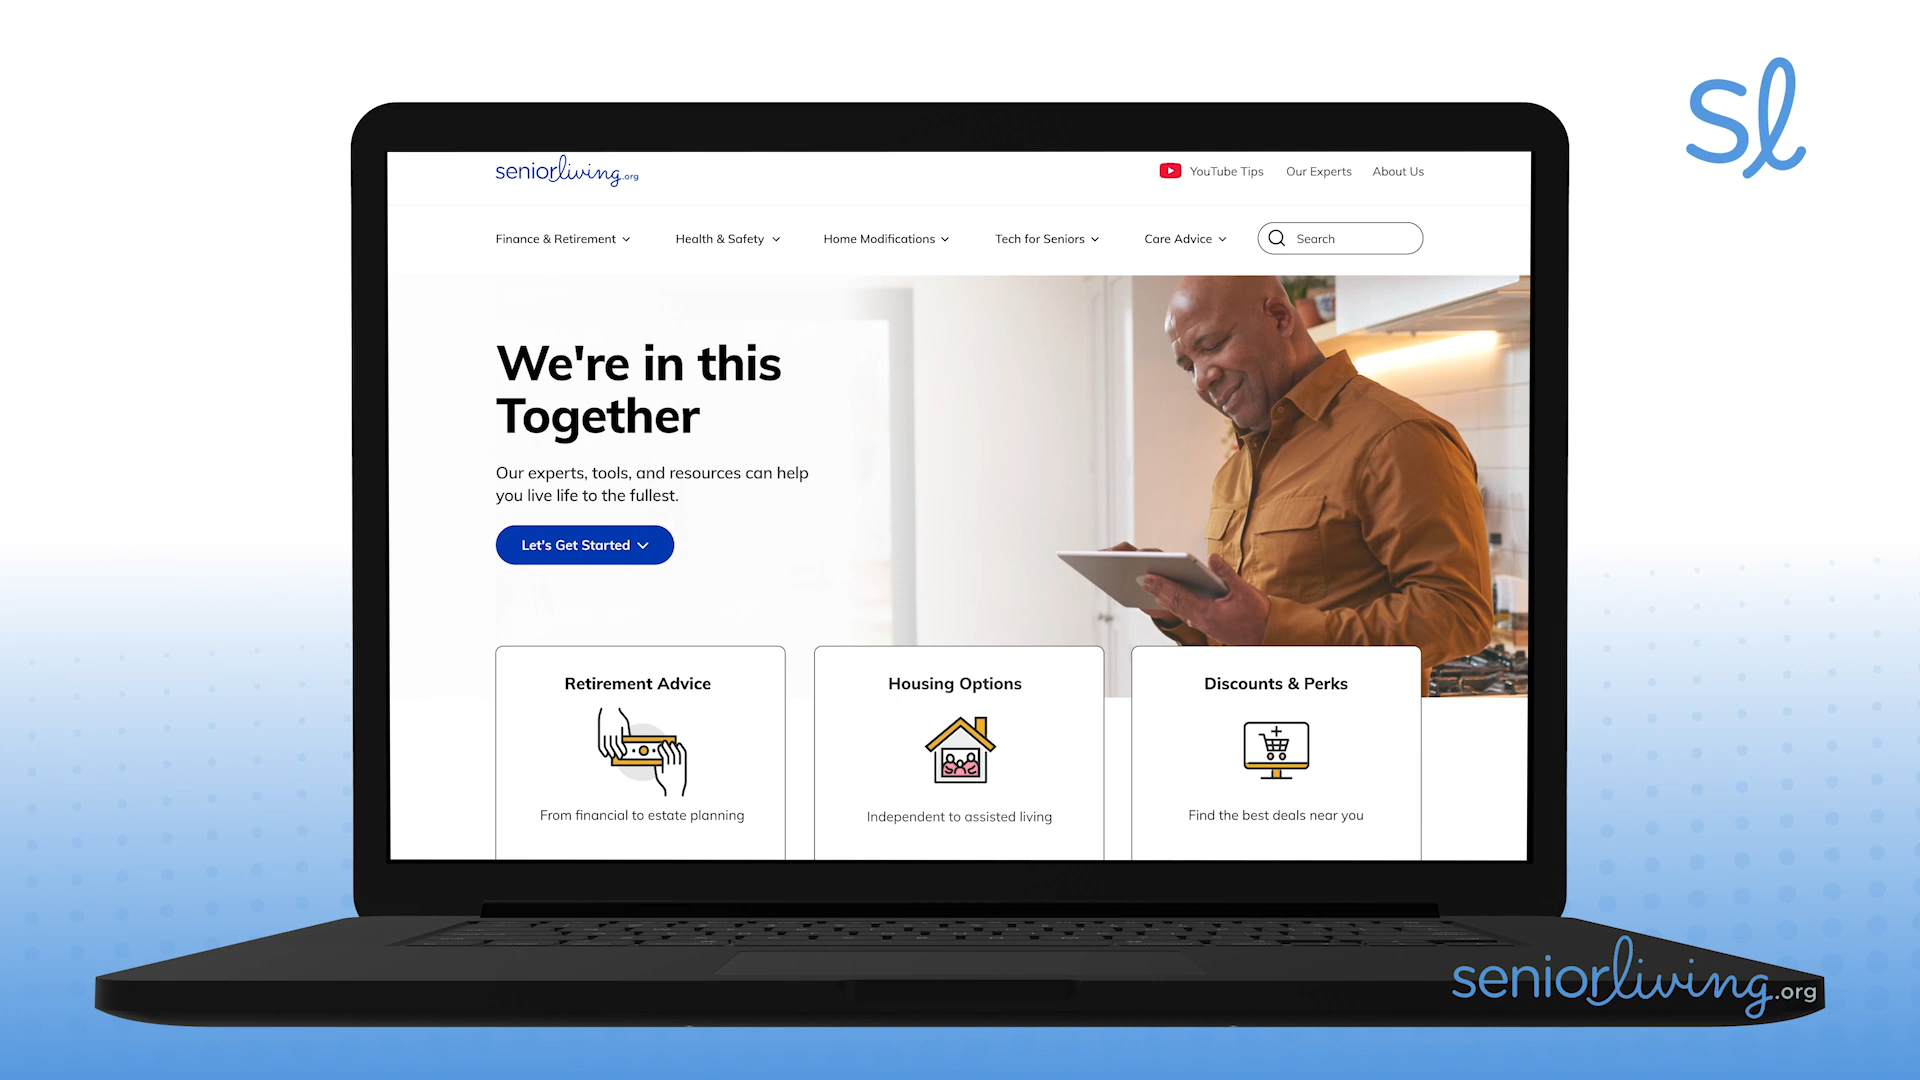 sl
seniorliving.org
YouTube Tips
Our Experts
About Us
Finance & Retirement
Health & Safety
Home Modifications
Tech for Seniors
Care Advice
Search
We're in this
Together
Our experts, tools, and resources can help
you live life to the fullest.
Let's Get Started
Retirement Advice
From financial to estate planning
Housing Options
Independent to assisted living
Discounts & Perks
Find the best deals near you
seniorliving.org